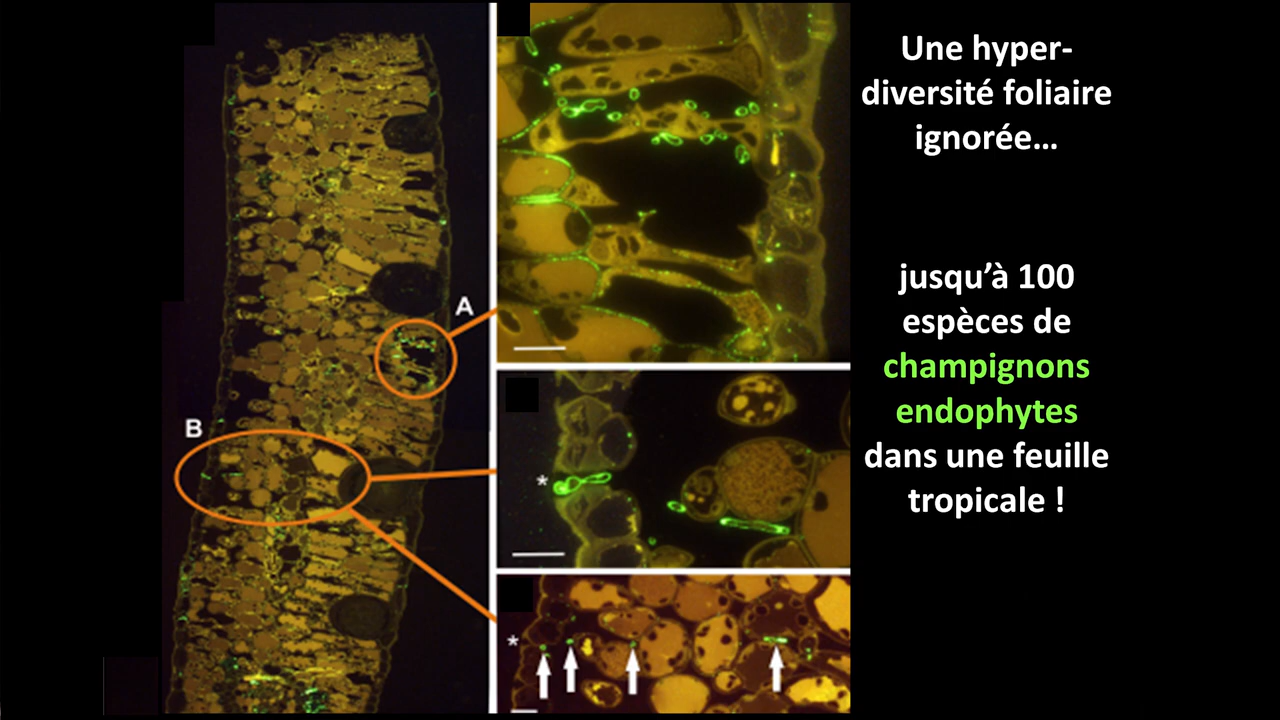 Une hyper-
diversité foliaire
ignorée…
jusqu’à 100
espèces de
champignons
endophytes
dans une feuille
tropicale !
A
B
*
*